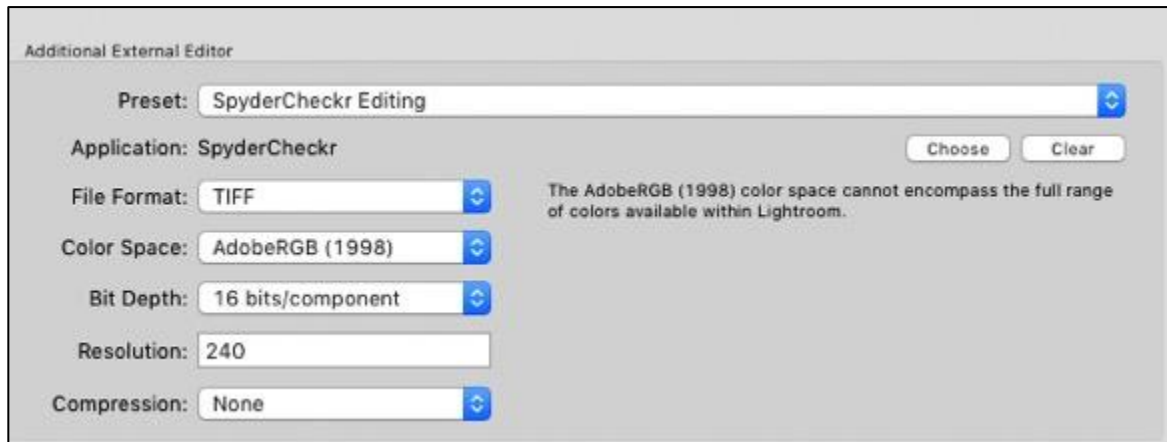 Additional External Editor
Preset: SpyderCheckr Editing
Application: SpyderCheckr
Choose
Clear
File Format: TIFF
The AdobeRGB (1998) color space cannot encompass the full range
of colors available within Lightroom.
Color Space: AdobeRGB (1998)
Bit Depth: 16 bits/component
Resolution: 240
Compression: None